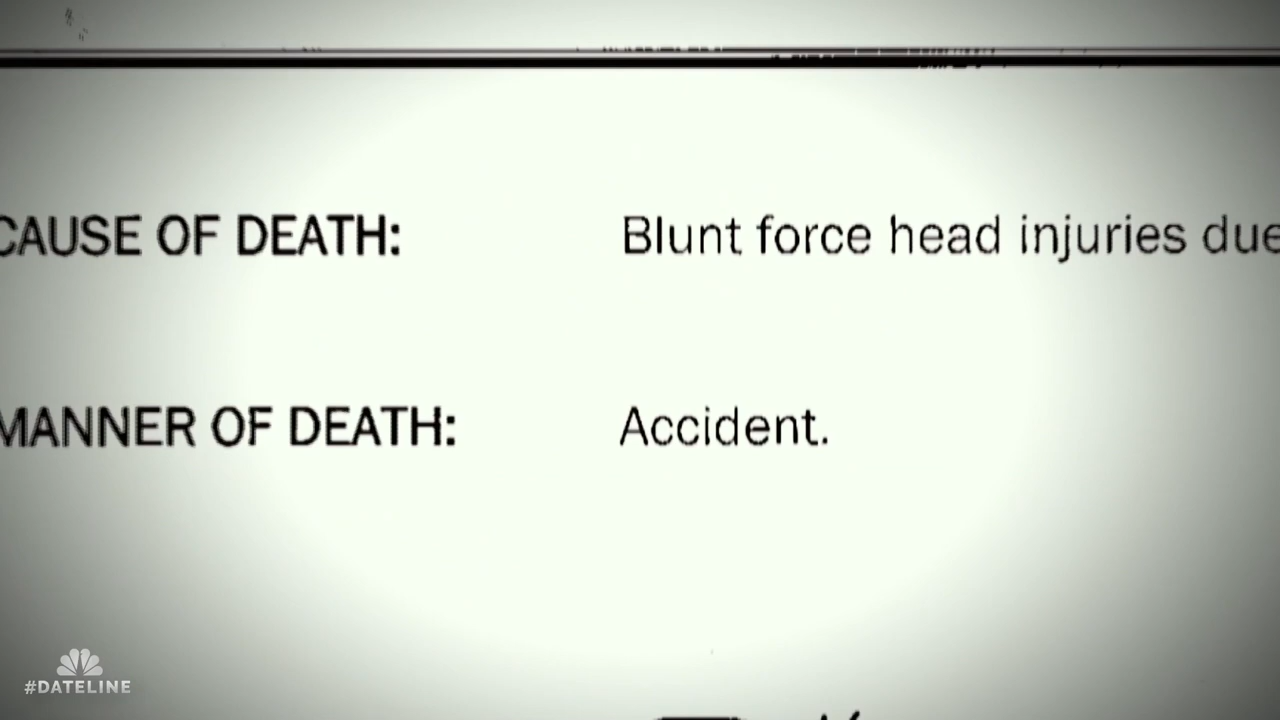 CAUSE OF DEATH: Blunt force head injuries due
MANNER OF DEATH: Accident.
#DATELINE